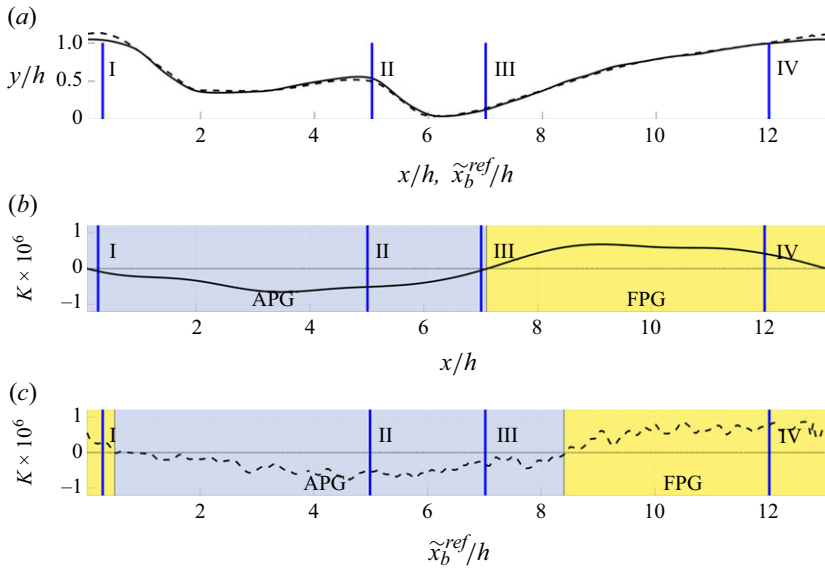 (a)
1.0
I
II
III
IV
y/h
0.5
0
2 4 6 8 10 12
x/h, x̃_b^ref/h
(b)
1
I
II
III
IV
K × 10^6
0
−1
APG
FPG
2 4 6 8 10 12
x/h
(c)
1
I
II
III
IV
K × 10^6
0
−1
APG
FPG
2 4 6 8 10 12
x̃_b^ref/h